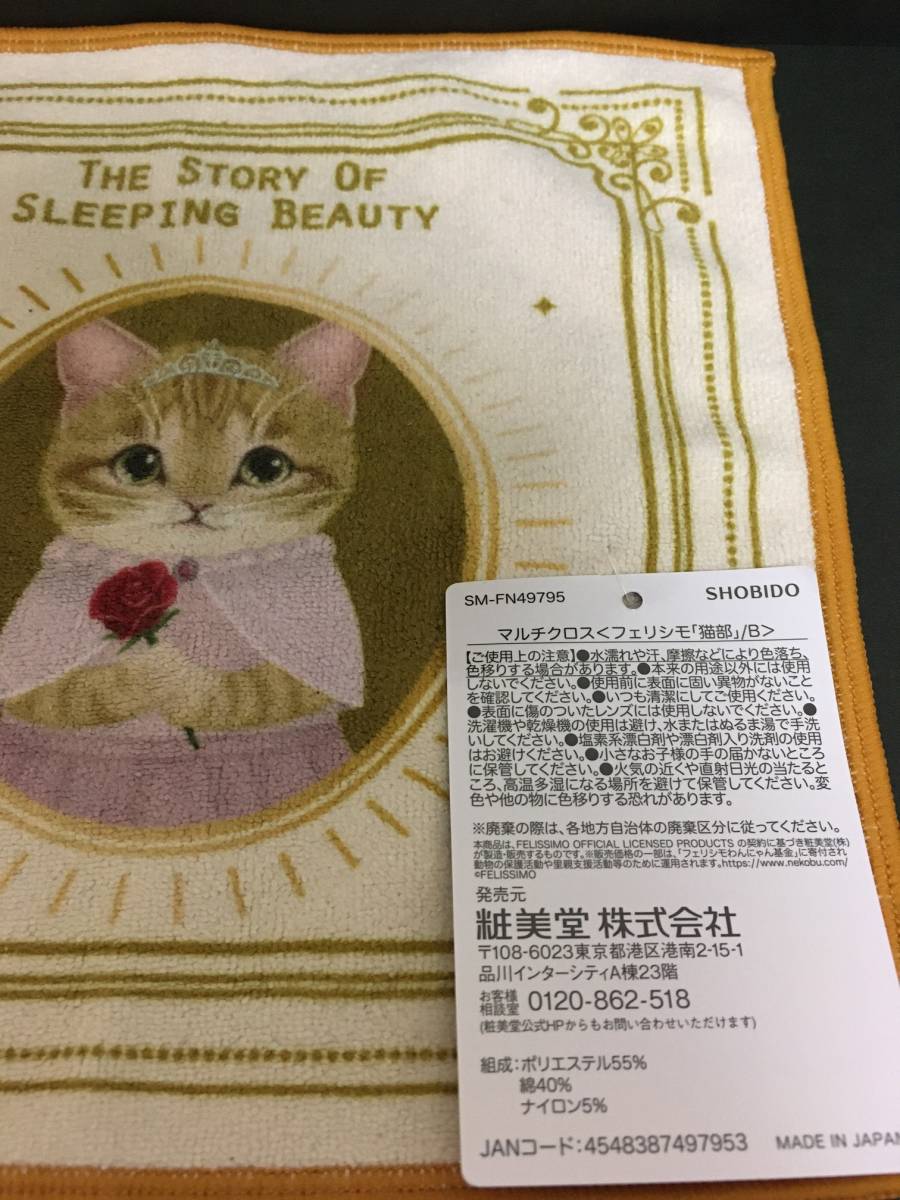 THE STORY OF
SLEEPING BEAUTY
SM-FN49795
SHOBIDO
マルチクロス<フェリシモ「猫部」/B>
【ご使用上の注意】●水濡れや汗、摩擦などにより色落ち、
色移りする場合があります。●本来の用途以外には使用
しないでください。●使用前に表面に固い異物がないこと
を確認してください。●いつも清潔にしてご使用ください。
●表面に傷のついたレンズには使用しないでください。●
洗濯機や乾燥機の使用は避け、水またはぬるま湯で手洗
いしてください。●塩素系漂白剤や漂白剤入り洗剤の使用
はお避けください。●小さなお子様の手の届かないところ
に保管してください。●火気の近くや直射日光の当たると
ころ、高温多湿になる場所を避けて保管してください。変
色や他の物に色移りする恐れがあります。
※廃棄の際は、各地方自治体の廃棄区分に従ってください。
本商品は、FELISSIMO OFFICIAL LICENSED PRODUCTS の契約に基づき粧美堂(株)
が製造・販売するものです。※販売価格の一部は、「フェリシモわんにゃん基金」に寄付され
動物の保護活動や里親支援活動等のために運用されます。https://www.nekobu.com/
©FELISSIMO
発売元
粧美堂 株式会社
〒108-6023東京都港区港南2-15-1
品川インターシティA棟23階
お客様相談室 0120-862-518
(粧美堂公式HPからもお問い合わせいただけます)
組成:ポリエステル55%
綿40%
ナイロン5%
JANコード:4548387497953
MADE IN JAPAN